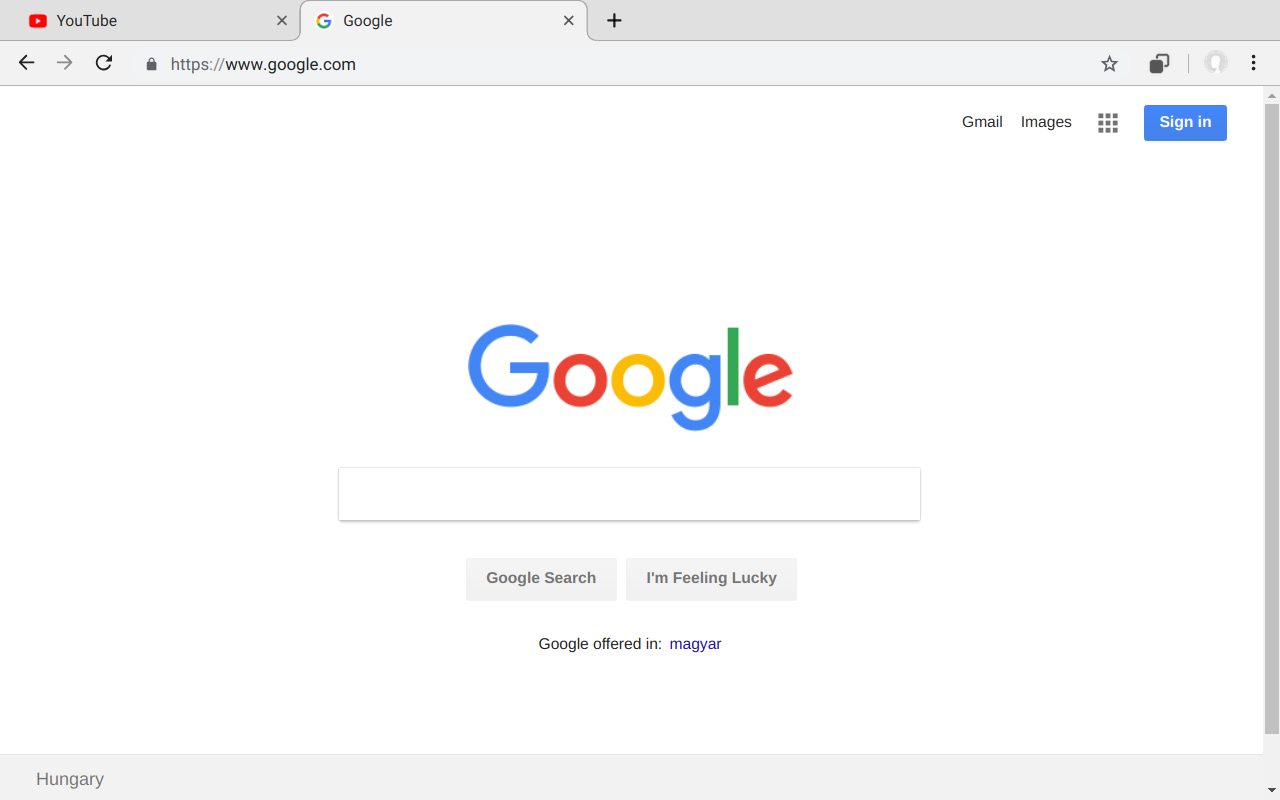 YouTube
Google
https://www.google.com
Gmail Images Sign in
Google
Google Search I'm Feeling Lucky
Google offered in: magyar
Hungary